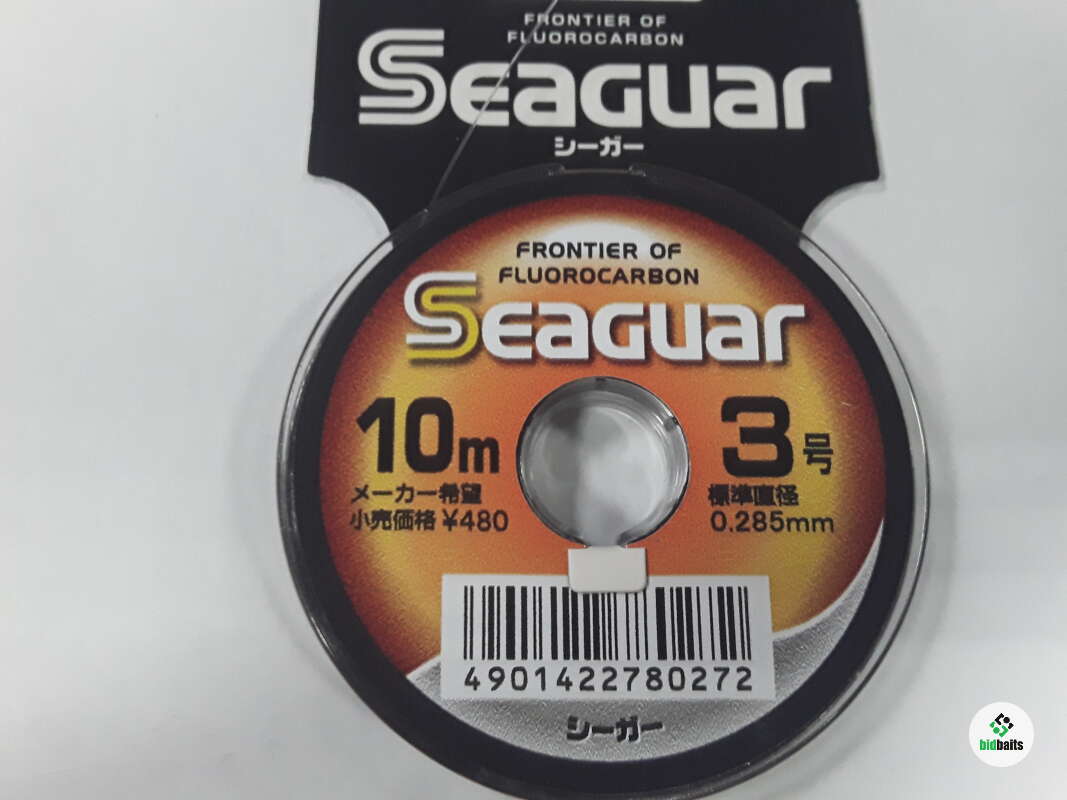 FRONTIER OF
FLUOROCARBON
SEAGUAR
シーガー
FRONTIER OF
FLUOROCARBON
SEAGUAR
10m
メーカー希望
小売価格 ¥480
3号
標準直径
0.285mm
4901422780272
シーガー
bidbaits